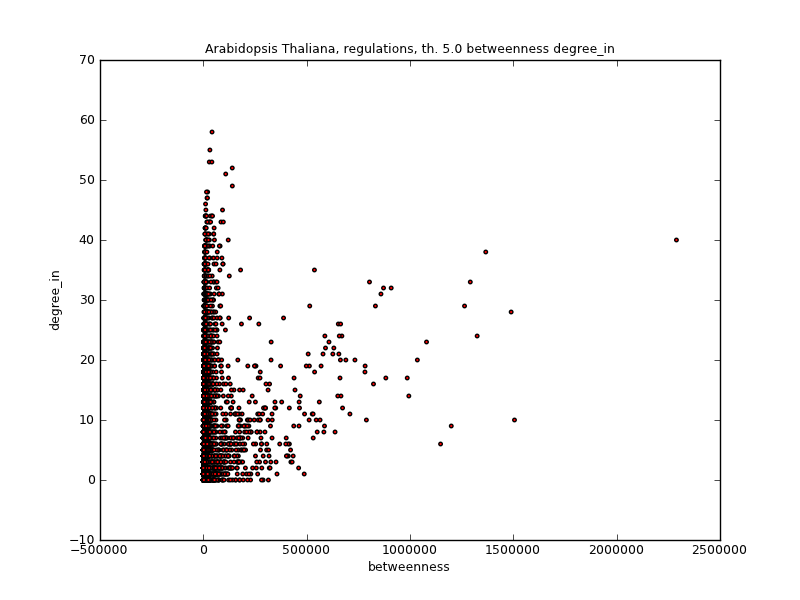 Arabidopsis Thaliana, regulations, th. 5.0 betweenness degree_in
70
60
50
40
30
20
10
0
−10
degree_in
−500000 0 500000 1000000 1500000 2000000 2500000
betweenness